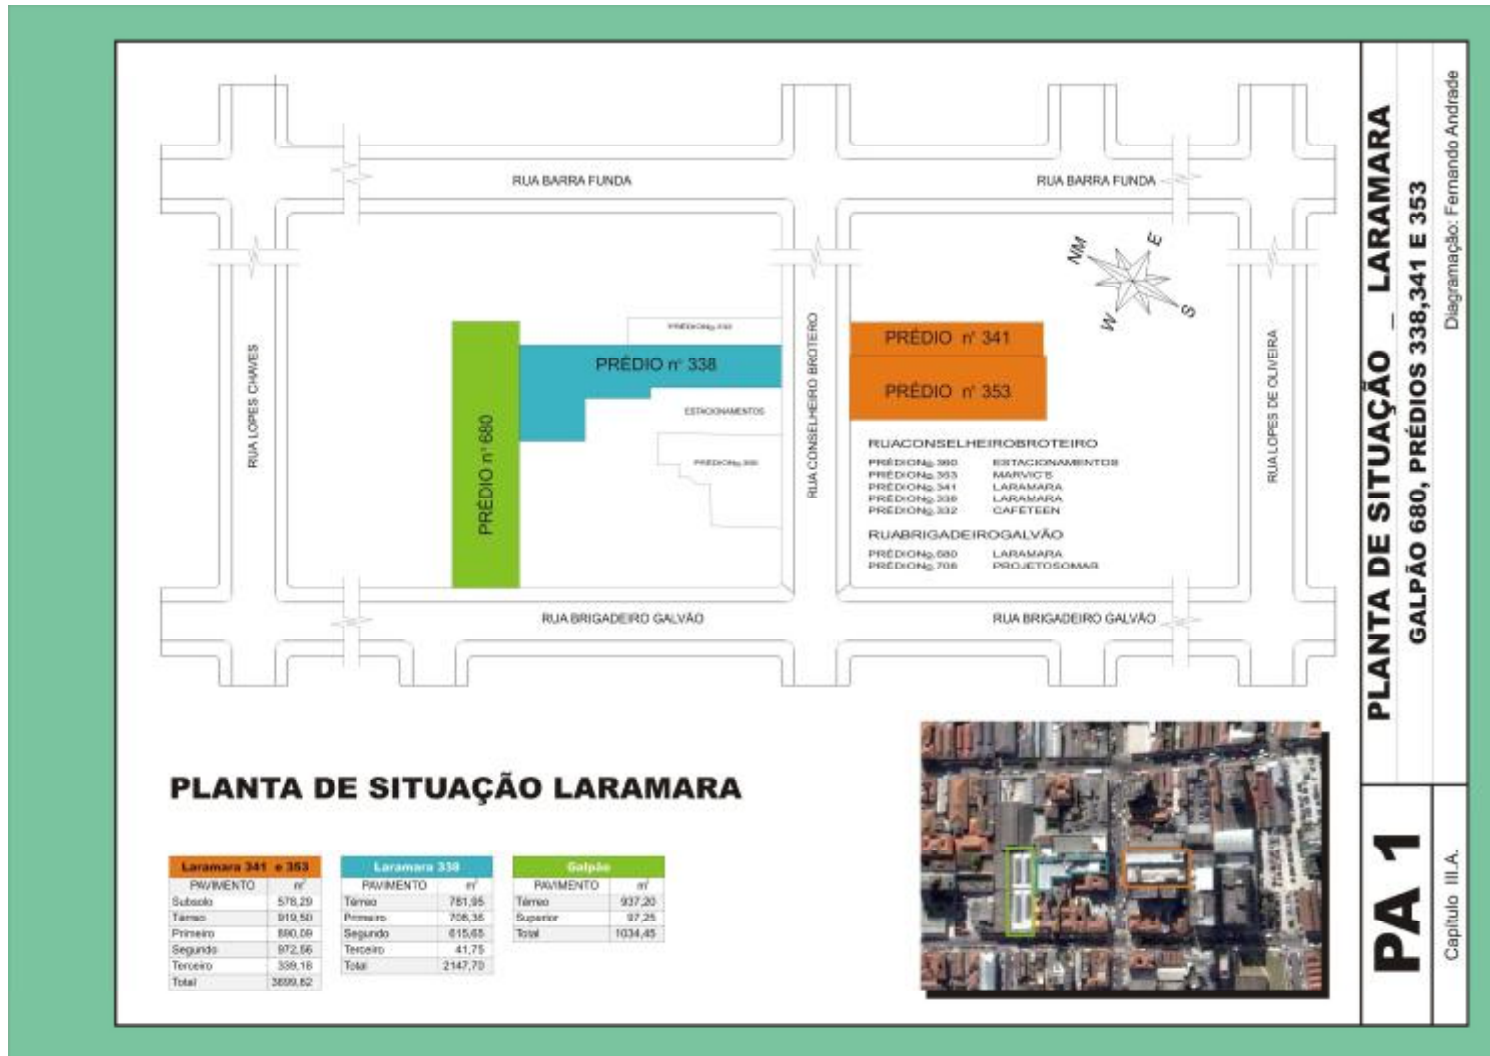 RUA BARRA FUNDA
RUA BARRA FUNDA
NM
E
W
S
RUA LOPES CHAVES
RUA CONSELHEIRO BROTERO
RUA LOPES DE OLIVEIRA
PRÉDIO nº 680
PRÉDIO nº 338
ESTACIONAMENTOS
PRÉDIO nº 341
PRÉDIO nº 353
RUACONSELHEIROBROTEIRO
PRÉDIONº.360 ESTACIONAMENTOS
PRÉDIONº.353 MARVIC'S
PRÉDIONº.341 LARAMARA
PRÉDIONº.338 LARAMARA
PRÉDIONº.332 CAFÉTEEN
RUABRIGADEIROGALVÃO
PRÉDIONº.680 LARAMARA
PRÉDIONº.706 PROJETOSOMAR
RUA BRIGADEIRO GALVÃO
RUA BRIGADEIRO GALVÃO
PLANTA DE SITUAÇÃO LARAMARA
Laramara 341 e 353
PAVIMENTO m²
Subsolo 578,29
Térreo 919,50
Primeiro 890,09
Segundo 972,56
Terceiro 339,18
Total 3699,62
Laramara 338
PAVIMENTO m²
Térreo 781,95
Primeiro 708,35
Segundo 615,65
Terceiro 41,75
Total 2147,70
Galpão
PAVIMENTO m²
Térreo 937,20
Superior 97,25
Total 1034,45
PLANTA DE SITUAÇÃO _ LARAMARA
GALPÃO 680, PRÉDIOS 338,341 E 353
Diagramação: Fernando Andrade
PA 1
Capítulo III.A.